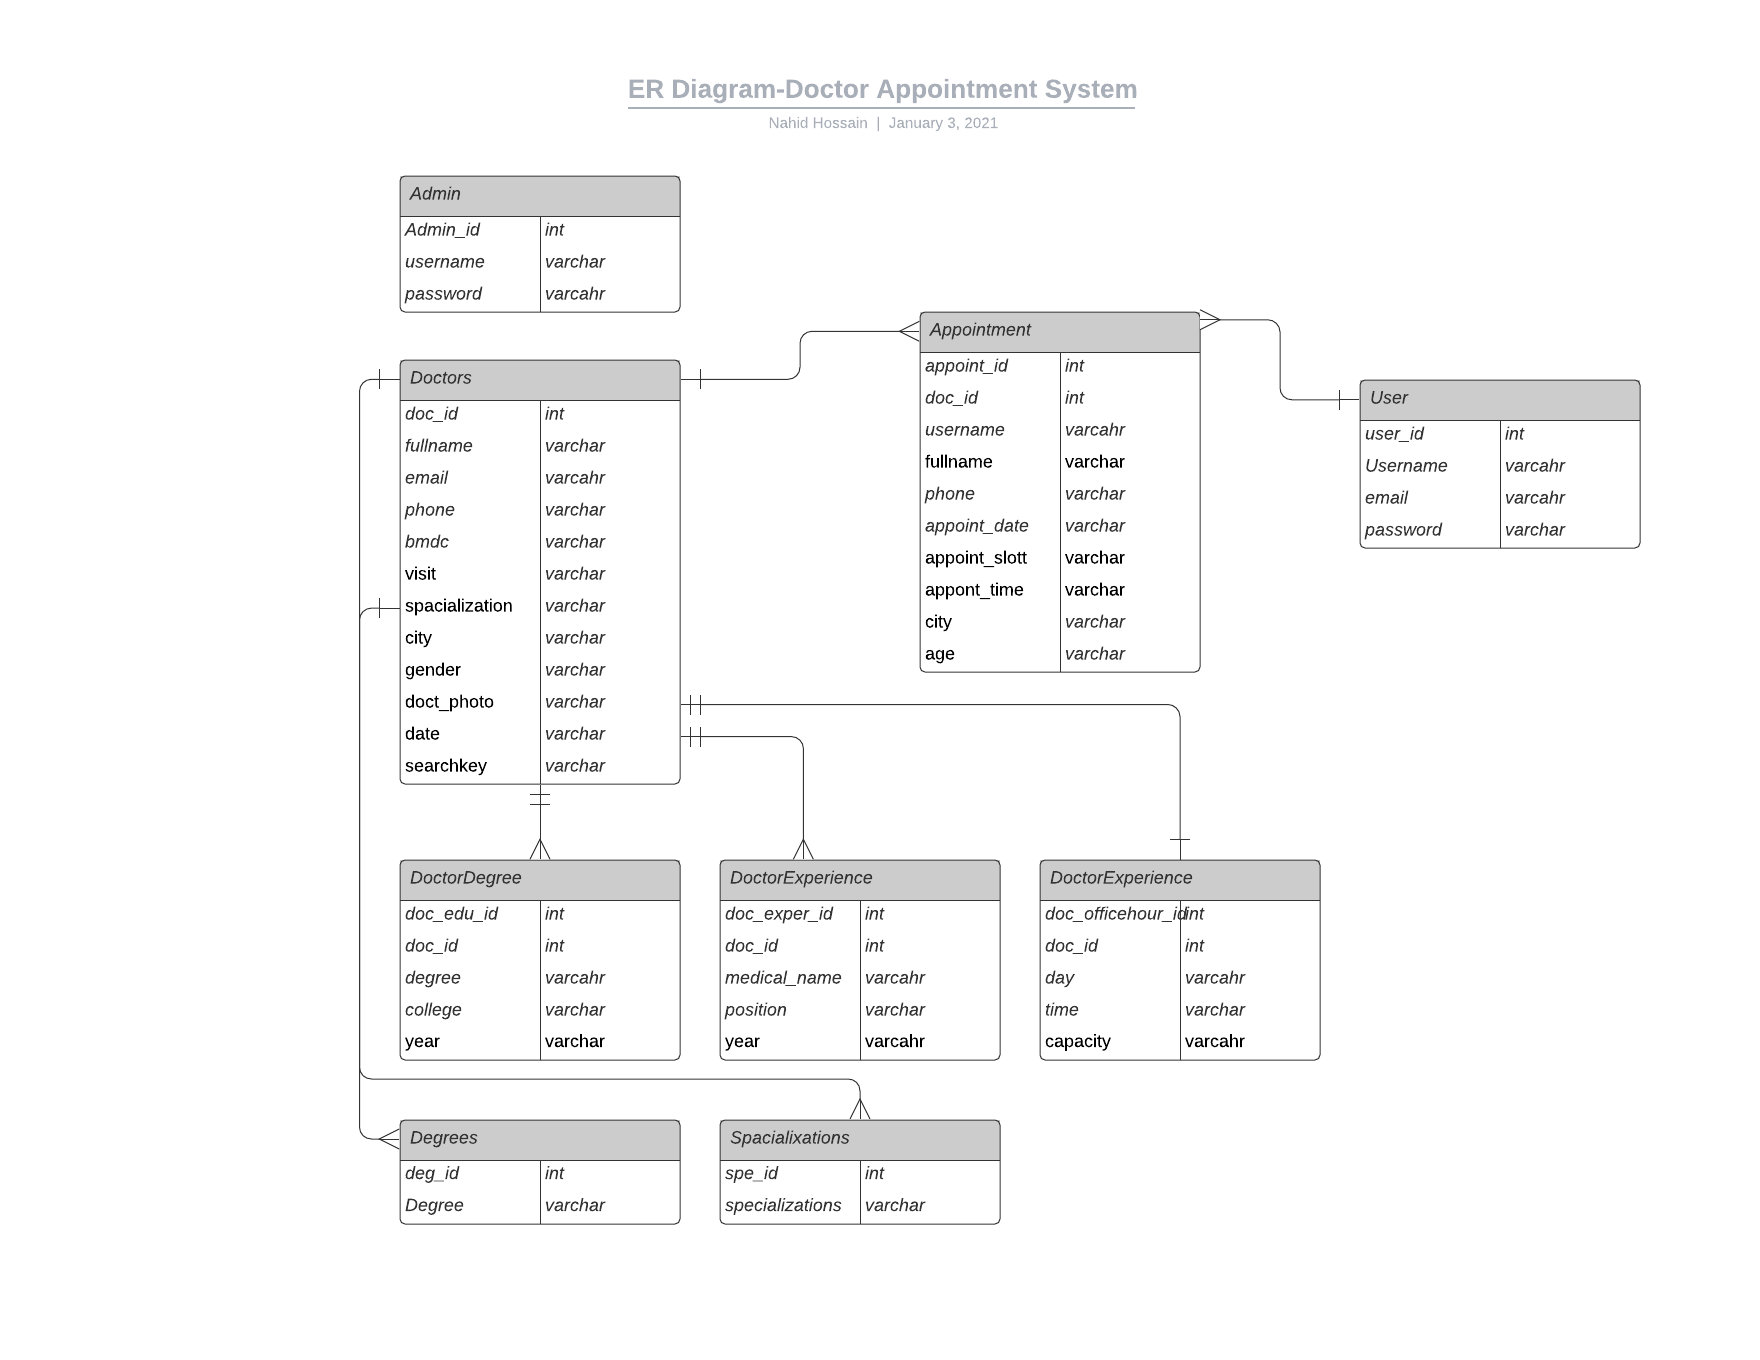 ER Diagram-Doctor Appointment System
Nahid Hossain | January 3, 2021
Admin
Admin_id int
username varchar
password varcahr
Doctors
doc_id int
fullname varchar
email varcahr
phone varchar
bmdc varchar
visit varchar
spacialization varchar
city varchar
gender varchar
doct_photo varchar
date varchar
searchkey varchar
Appointment
appoint_id int
doc_id int
username varcahr
fullname varchar
phone varchar
appoint_date varchar
appoint_slott varchar
appont_time varchar
city varchar
age varchar
User
user_id int
Username varcahr
email varcahr
password varchar
DoctorDegree
doc_edu_id int
doc_id int
degree varcahr
college varchar
year varchar
DoctorExperience
doc_exper_id int
doc_id int
medical_name varcahr
position varchar
year varcahr
DoctorExperience
doc_officehour_id int
doc_id int
day varcahr
time varchar
capacity varcahr
Degrees
deg_id int
Degree varchar
Spacialixations
spe_id int
specializations varchar